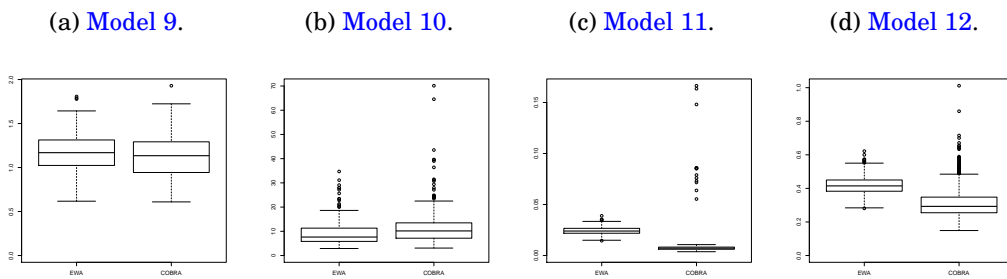 (a) Model 9.
(b) Model 10.
(c) Model 11.
(d) Model 12.
2.0
1.5
1.0
0.5
0.0
EWA COBRA
70
60
50
40
30
20
10
0
EWA COBRA
0.15
0.10
0.05
0.00
EWA COBRA
1.0
0.8
0.6
0.4
0.2
0.0
EWA COBRA